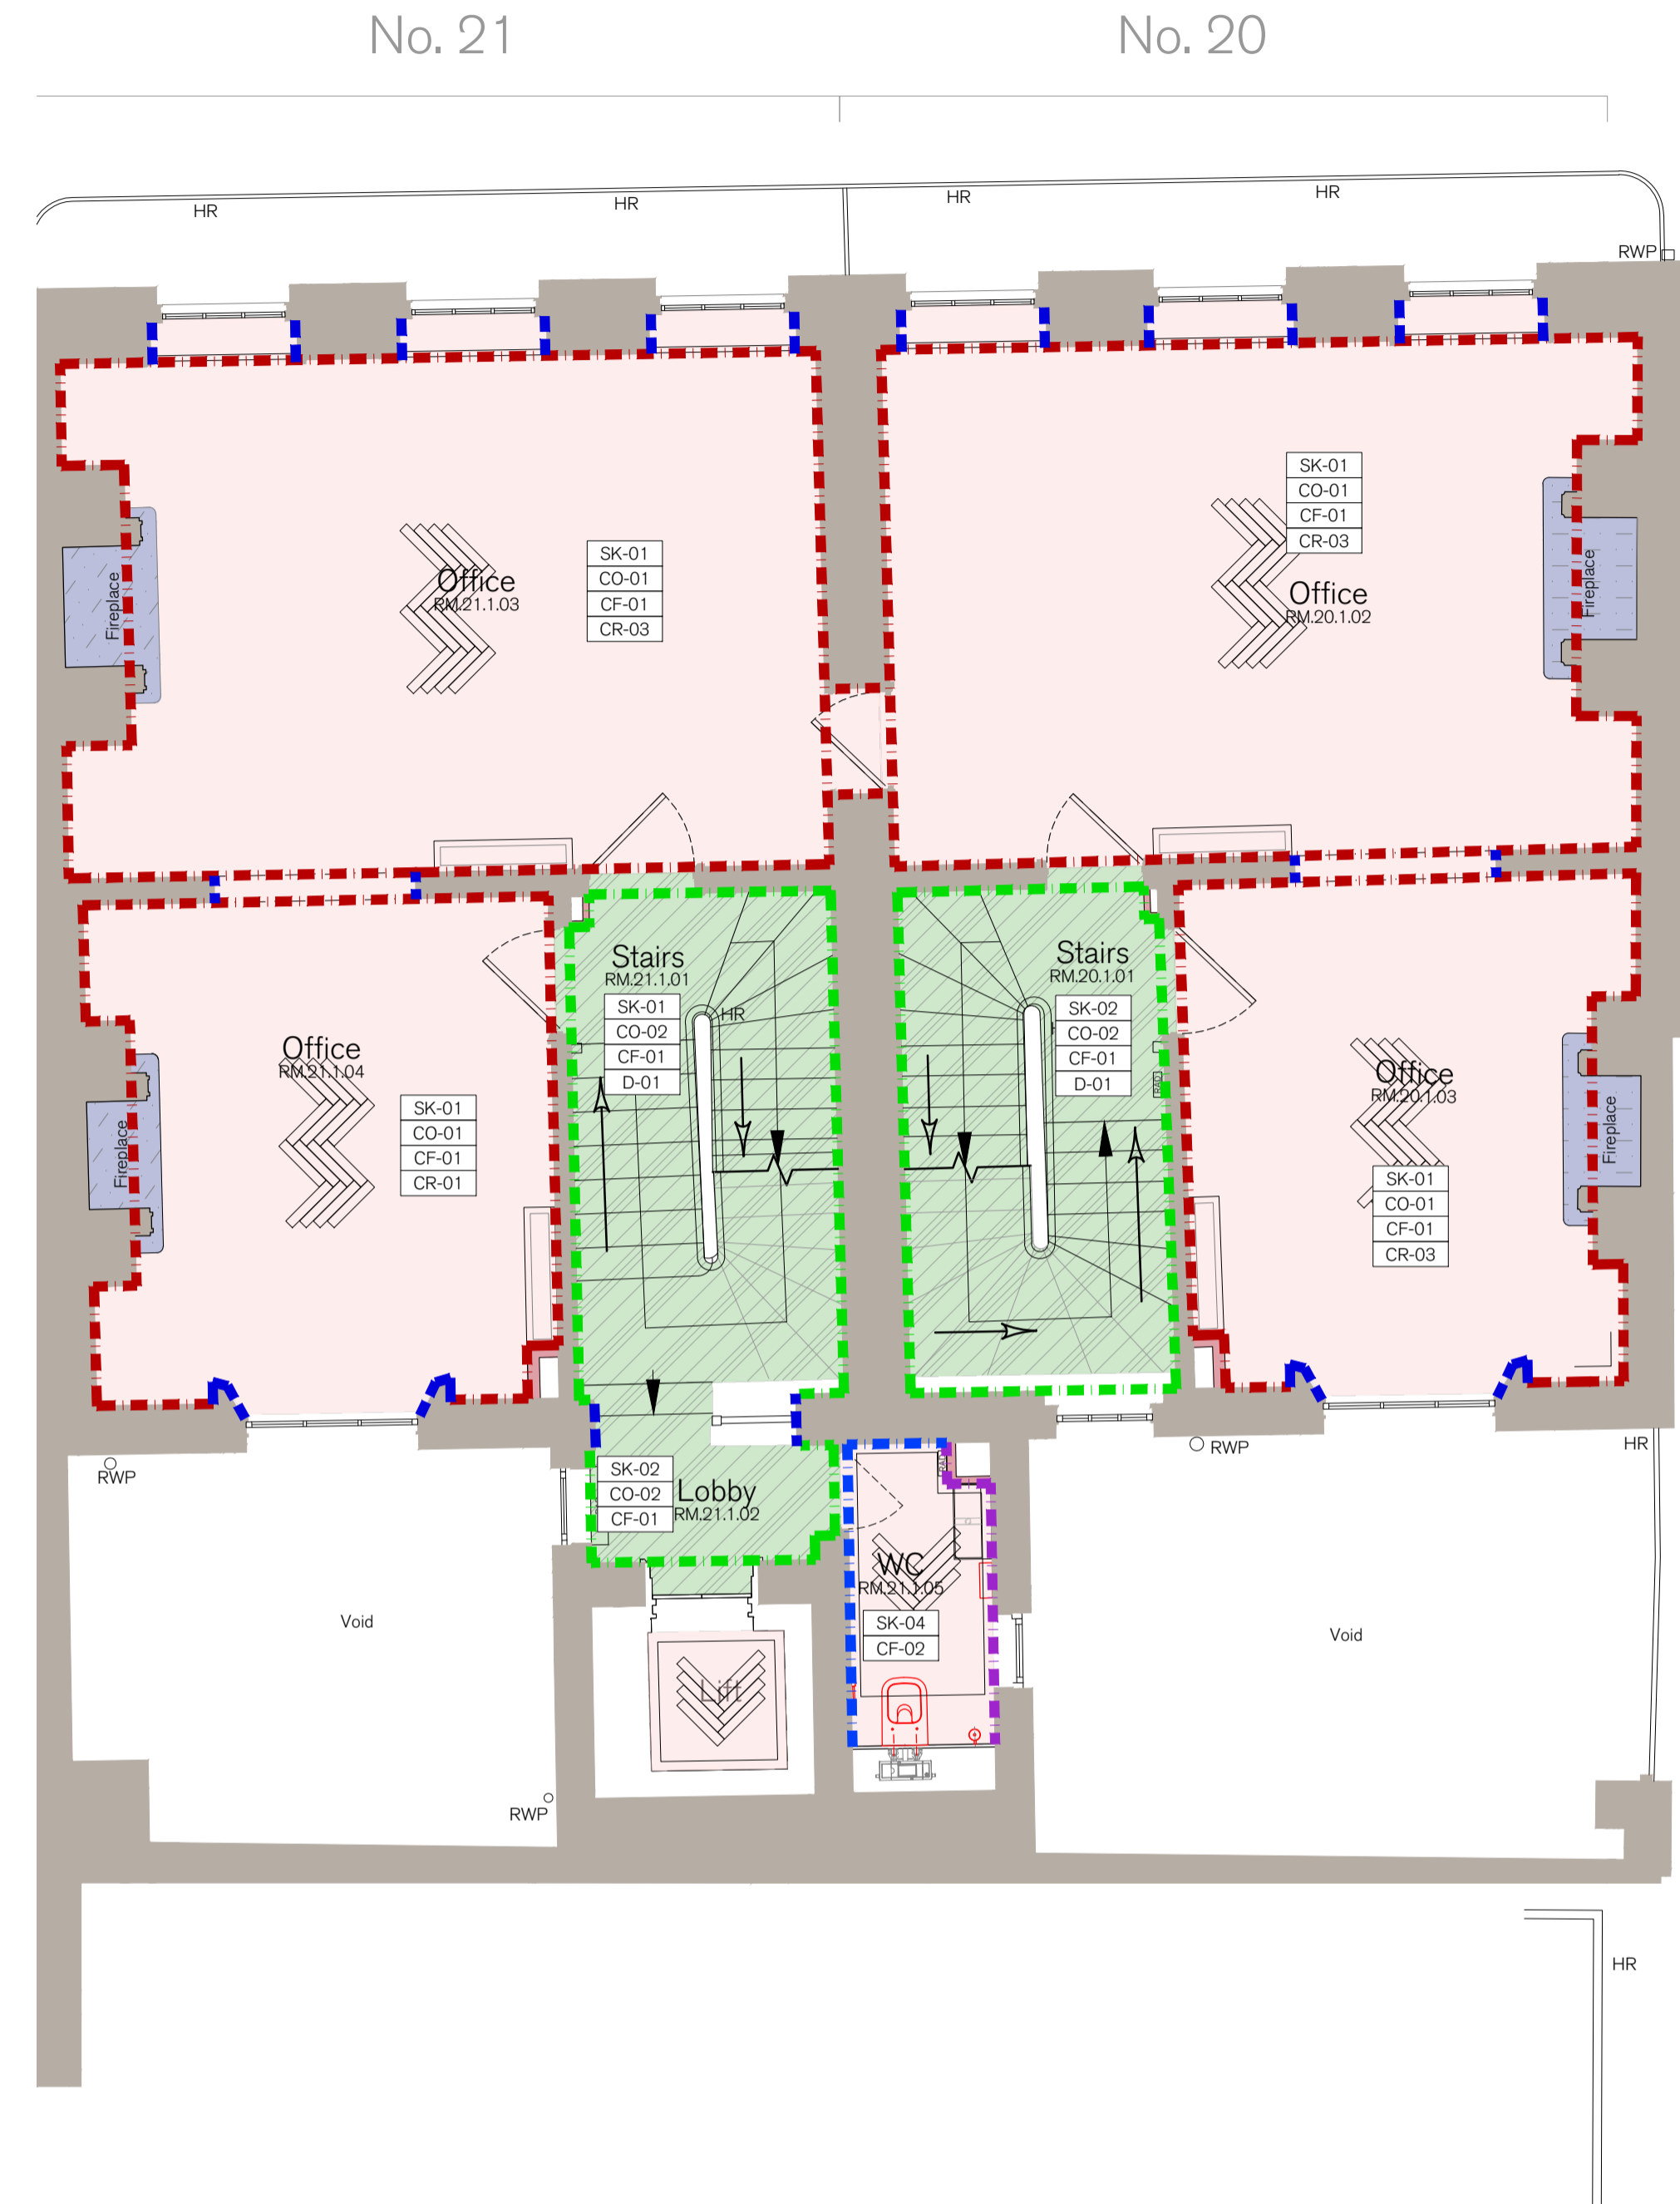 No. 21
No. 20
HR
HR
HR
HR
RWP
Fireplace
Office
RM.21.1.03
SK-01
CO-01
CF-01
CR-03
SK-01
CO-01
CF-01
CR-03
Office
RM.20.1.02
Fireplace
Stairs
RM.21.1.01
SK-01
CO-02
CF-01
D-01
HR
Stairs
RM.20.1.01
SK-02
CO-02
CF-01
D-01
RAD
Office
RM.21.1.04
SK-01
CO-01
CF-01
CR-01
Fireplace
Office
RM.20.1.03
SK-01
CO-01
CF-01
CR-03
Fireplace
RWP
RWP
HR
SK-02
CO-02
CF-01
Lobby
RM.21.1.02
RAD
WC
RM.21.1.05
SK-04
CF-02
Void
Void
Lift
RWP
HR